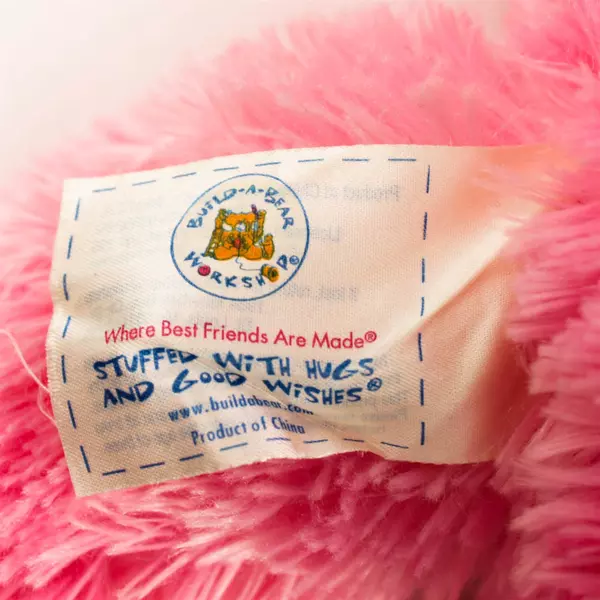 BUILD-A-BEAR
WORKSHOP®
Where Best Friends Are Made®
STUFFED WITH HUGS
AND GOOD WISHES®
www.buildabear.com
Product of China